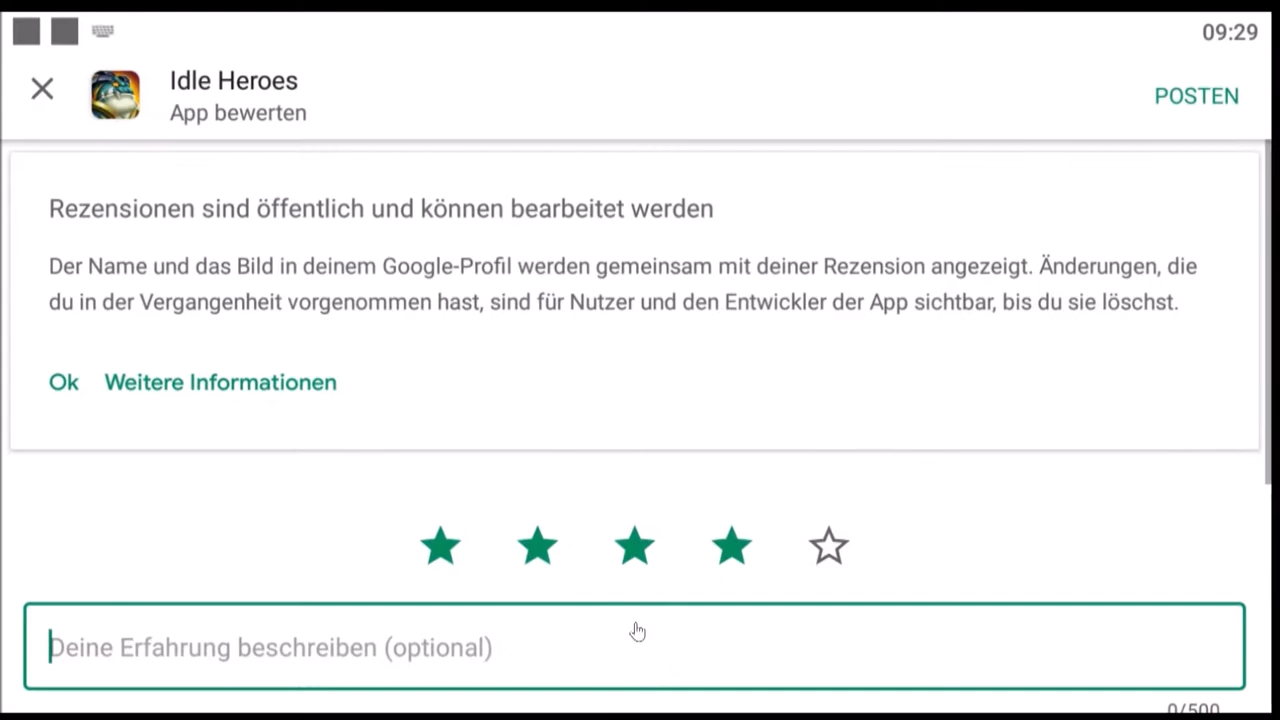 09:29
Idle Heroes
App bewerten
POSTEN
Rezensionen sind öffentlich und können bearbeitet werden
Der Name und das Bild in deinem Google-Profil werden gemeinsam mit deiner Rezension angezeigt. Änderungen, die
du in der Vergangenheit vorgenommen hast, sind für Nutzer und den Entwickler der App sichtbar, bis du sie löschst.
Ok Weitere Informationen
Deine Erfahrung beschreiben (optional)
0/500